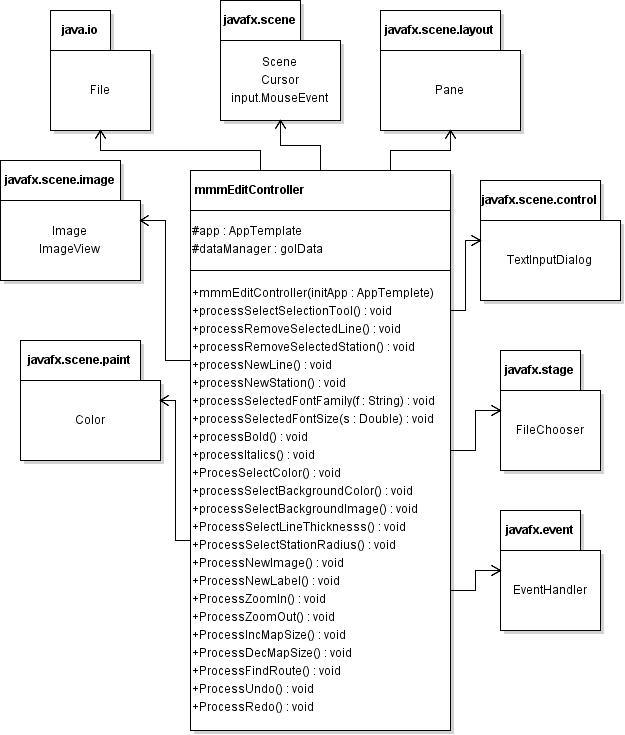 java.io
File
javafx.scene
Scene
Cursor
input.MouseEvent
javafx.scene.layout
Pane
javafx.scene.image
Image
ImageView
javafx.scene.control
TextInputDialog
javafx.scene.paint
Color
javafx.stage
FileChooser
javafx.event
EventHandler
mmmEditController
#app : AppTemplate
#dataManager : golData
+mmmEditController(initApp : AppTemplete)
+processSelectSelectionTool() : void
+processRemoveSelectedLine() : void
+processRemoveSelectedStation() : void
+processNewLine() : void
+processNewStation() : void
+processSelectedFontFamily(f : String) : void
+processSelectedFontSize(s : Double) : void
+processBold() : void
+processItalics() : void
+ProcesSelectColor() : void
+processSelectBackgroundColor() : void
+processSelectBackgroundImage() : void
+ProcessSelectLineThicknesss() : void
+ProcessSelectStationRadius() : void
+ProcessNewImage() : void
+ProcessNewLabel() : void
+ProcessZoomIn() : void
+ProcessZoomOut() : void
+ProcessIncMapSize() : void
+ProcessDecMapSize() : void
+ProcessFindRoute() : void
+ProcessUndo() : void
+ProcessRedo() : void